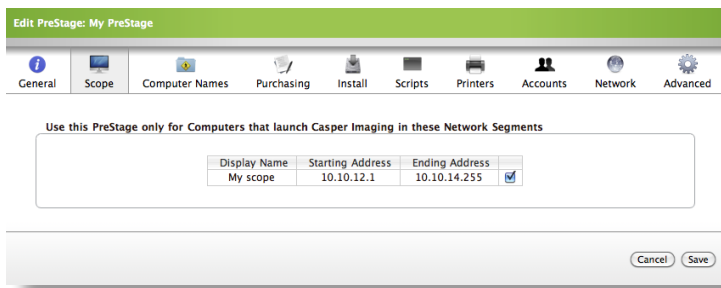 Edit PreStage: My PreStage
General Scope Computer Names Purchasing Install Scripts Printers Accounts Network Advanced
Use this PreStage only for Computers that launch Casper Imaging in these Network Segments
Display Name Starting Address Ending Address
My scope 10.10.12.1 10.10.14.255
Cancel Save